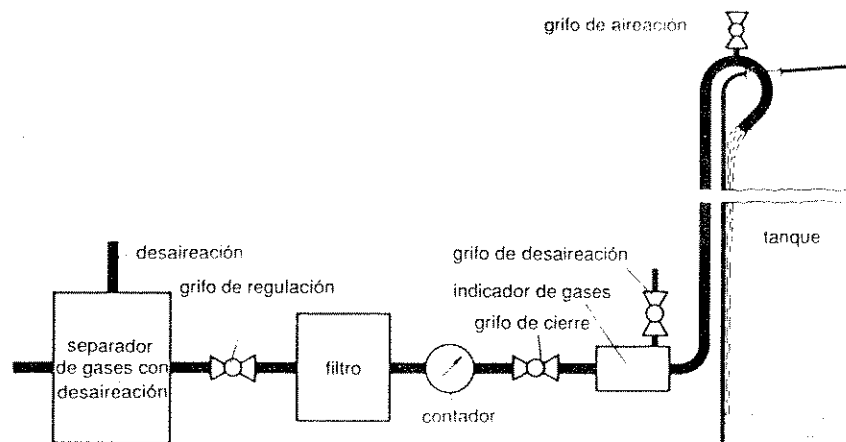 grifo de aireación
desaireación
grifo de regulación
separador
de gases con
desaireación
filtro
contador
grifo de desaireación
indicador de gases
grifo de cierre
tanque